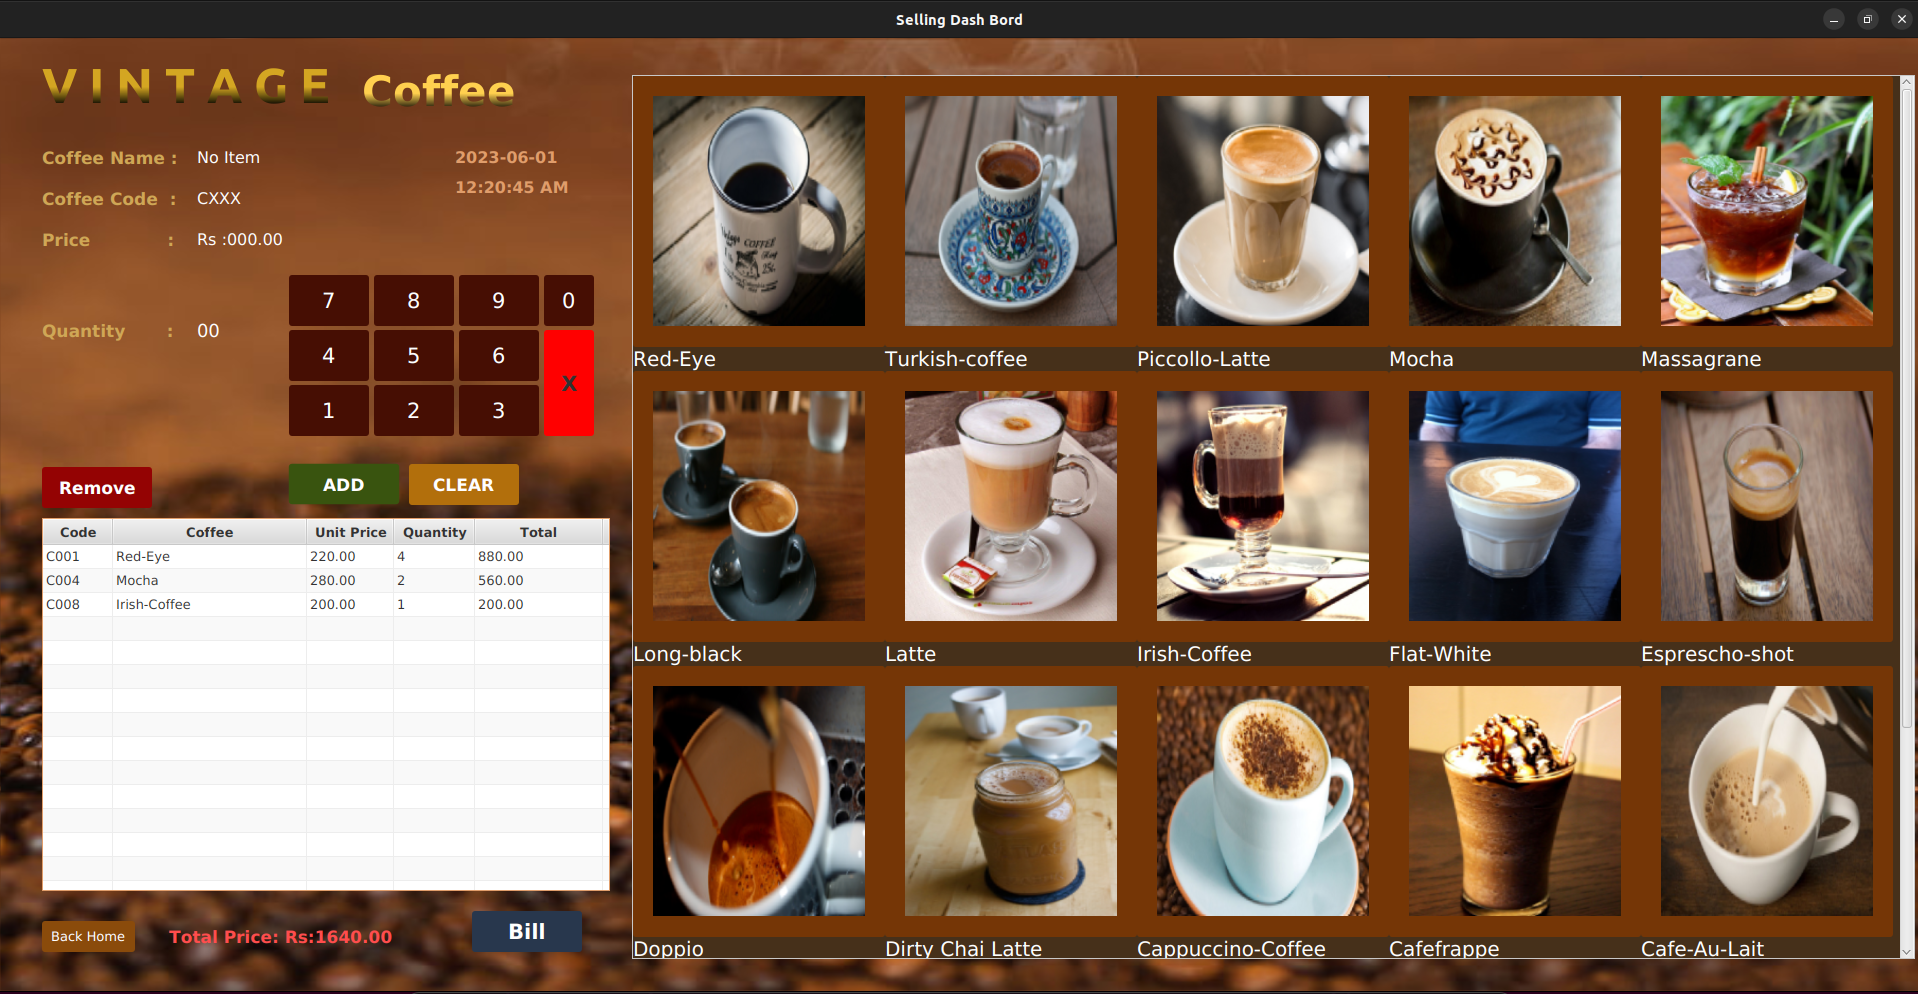 Selling Dash Bord
VINTAGE Coffee
Coffee Name : No Item
2023-06-01
Coffee Code : CXXX
12:20:45 AM
Price : Rs :000.00
Quantity : 00
7 8 9 0
4 5 6 X
1 2 3
Remove ADD CLEAR
Code Coffee Unit Price Quantity Total
C001 Red-Eye 220.00 4 880.00
C004 Mocha 280.00 2 560.00
C008 Irish-Coffee 200.00 1 200.00
Back Home Total Price: Rs:1640.00 Bill
COFFEE
Red-Eye Turkish-coffee Piccollo-Latte Mocha Massagrane
Long-black Latte Irish-Coffee Flat-White Esprescho-shot
Doppio Dirty Chai Latte Cappuccino-Coffee Cafefrappe Cafe-Au-Lait